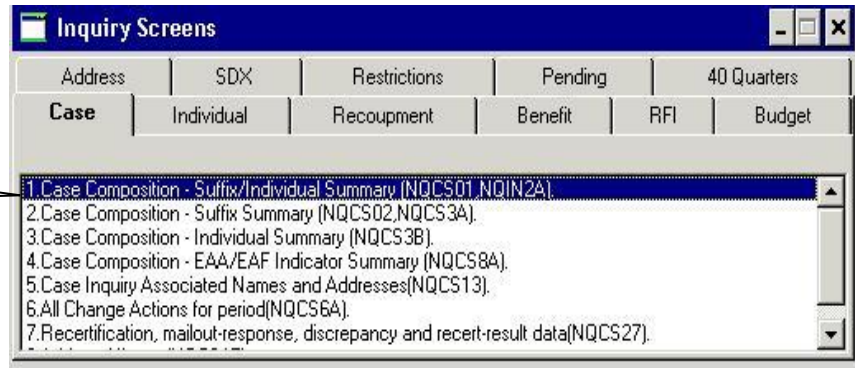 Inquiry Screens
Address SDX Restrictions Pending 40 Quarters
Case Individual Recoupment Benefit RFI Budget
1.Case Composition - Suffix/Individual Summary (NQCS01,NQIN2A).
2.Case Composition - Suffix Summary (NQCS02,NQCS3A).
3.Case Composition - Individual Summary (NQCS3B).
4.Case Composition - EAA/EAF Indicator Summary (NQCS8A).
5.Case Inquiry Associated Names and Addresses(NQCS13).
6.All Change Actions for period(NQCS6A).
7.Recertification, mailout-response, discrepancy and recert-result data(NQCS27).